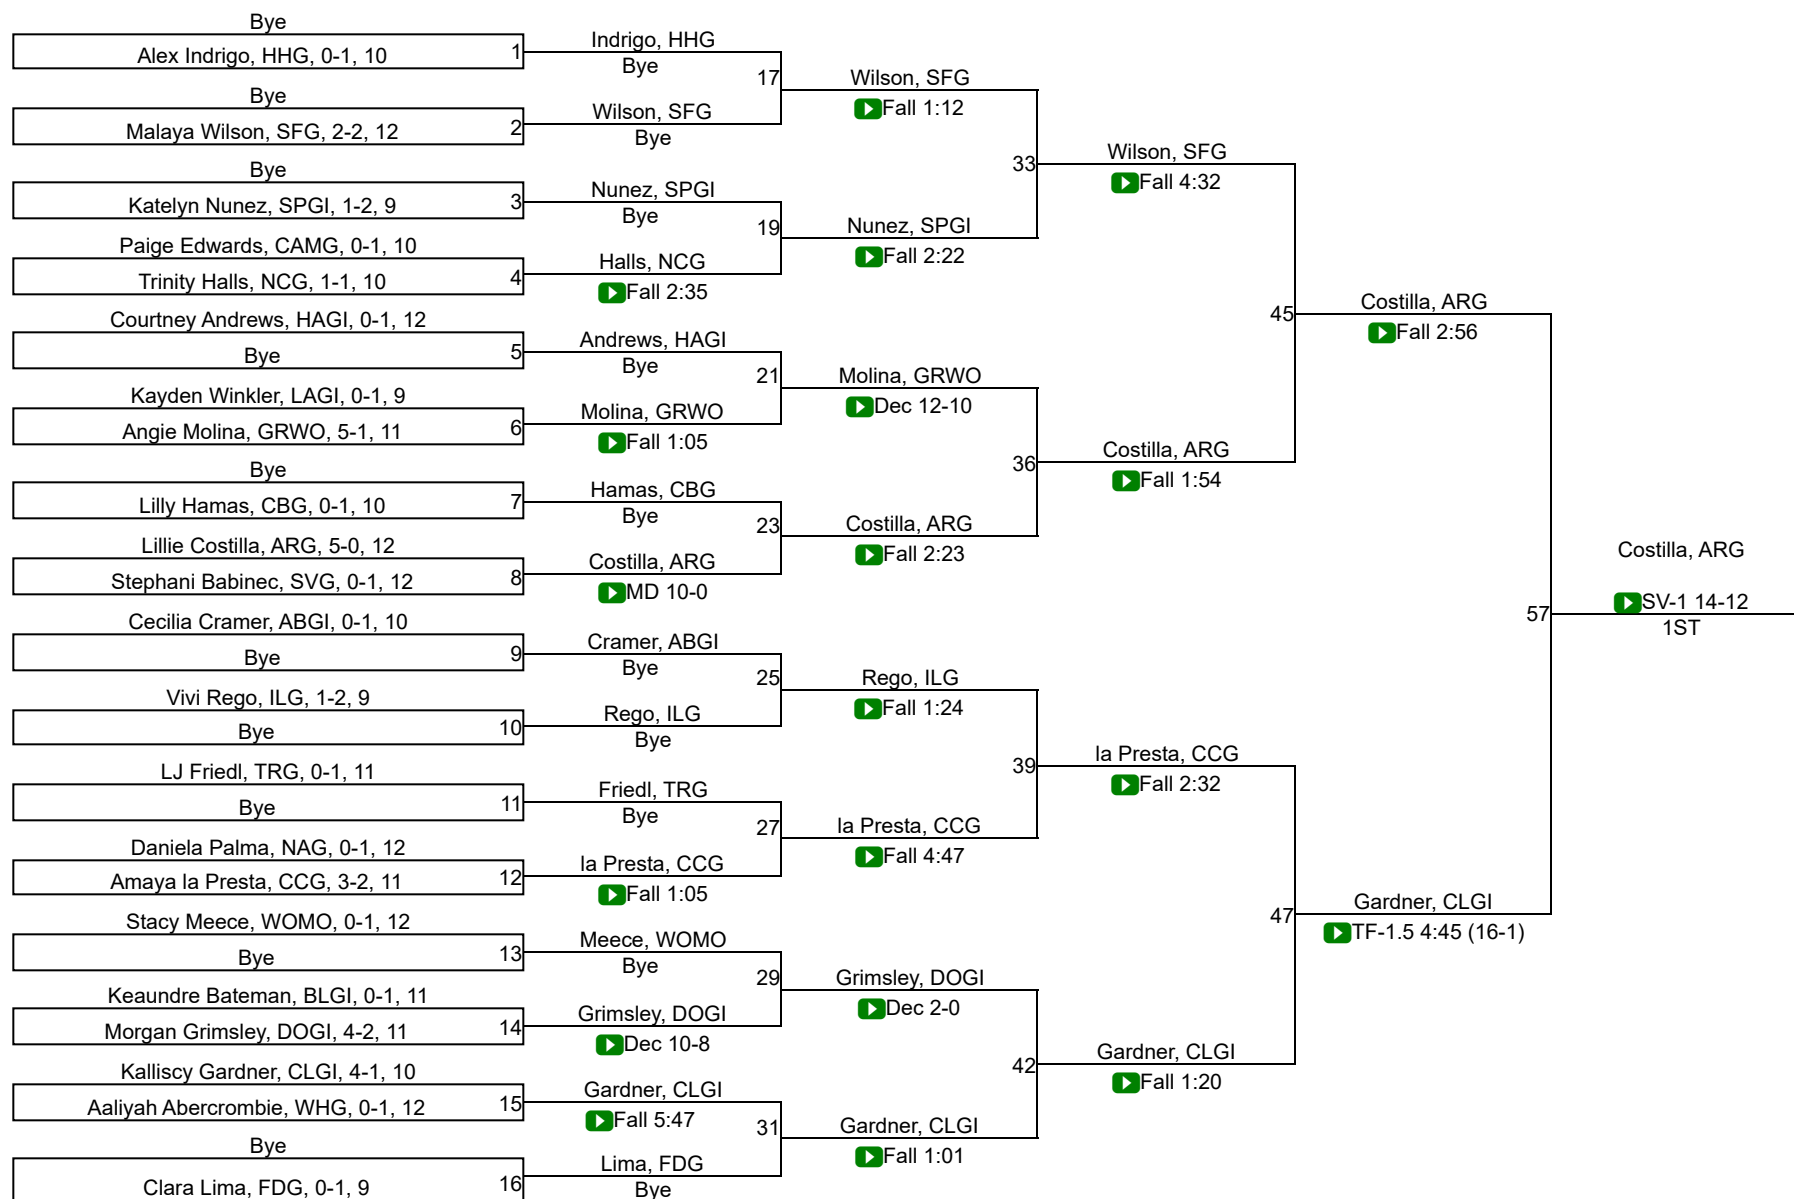 Bye
Alex Indrigo, HHG, 0-1, 10
1
Bye
Malaya Wilson, SFG, 2-2, 12
2
Bye
Katelyn Nunez, SPGI, 1-2, 9
3
Paige Edwards, CAMG, 0-1, 10
Trinity Halls, NCG, 1-1, 10
4
Courtney Andrews, HAGI, 0-1, 12
Bye
5
Kayden Winkler, LAGI, 0-1, 9
Angie Molina, GRWO, 5-1, 11
6
Bye
Lilly Hamas, CBG, 0-1, 10
7
Lillie Costilla, ARG, 5-0, 12
Stephani Babinec, SVG, 0-1, 12
8
Cecilia Cramer, ABGI, 0-1, 10
Bye
9
Vivi Rego, ILG, 1-2, 9
Bye
10
LJ Friedl, TRG, 0-1, 11
Bye
11
Daniela Palma, NAG, 0-1, 12
Amaya la Presta, CCG, 3-2, 11
12
Stacy Meece, WOMO, 0-1, 12
Bye
13
Keaundre Bateman, BLGI, 0-1, 11
Morgan Grimsley, DOGI, 4-2, 11
14
Kalliscy Gardner, CLGI, 4-1, 10
Aaliyah Abercrombie, WHG, 0-1, 12
15
Bye
Clara Lima, FDG, 0-1, 9
16
Indrigo, HHG
Bye
17
Wilson, SFG
Bye
Nunez, SPGI
Bye
19
Halls, NCG
Fall 2:35
Andrews, HAGI
Bye
21
Molina, GRWO
Fall 1:05
Hamas, CBG
Bye
23
Costilla, ARG
MD 10-0
Cramer, ABGI
Bye
25
Rego, ILG
Bye
Friedl, TRG
Bye
27
la Presta, CCG
Fall 1:05
Meece, WOMO
Bye
29
Grimsley, DOGI
Dec 10-8
Gardner, CLGI
Fall 5:47
31
Lima, FDG
Bye
Wilson, SFG
Fall 1:12
33
Nunez, SPGI
Fall 2:22
Molina, GRWO
Dec 12-10
36
Costilla, ARG
Fall 2:23
Rego, ILG
Fall 1:24
39
la Presta, CCG
Fall 4:47
Grimsley, DOGI
Dec 2-0
42
Gardner, CLGI
Fall 1:01
Wilson, SFG
Fall 4:32
45
Costilla, ARG
Fall 1:54
la Presta, CCG
Fall 2:32
47
Gardner, CLGI
Fall 1:20
Costilla, ARG
Fall 2:56
57
Gardner, CLGI
TF-1.5 4:45 (16-1)
Costilla, ARG
SV-1 14-12
1ST